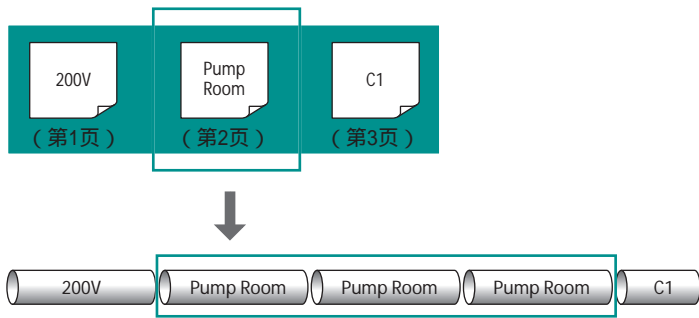 200V
Pump
Room
C1
（第1页）
（第2页）
（第3页）
200V
Pump Room
Pump Room
Pump Room
C1